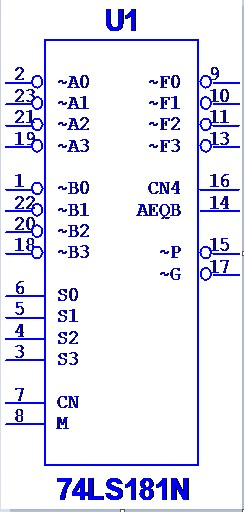 U1
2 ~A0 ~F0 9
23 ~A1 ~F1 10
21 ~A2 ~F2 11
19 ~A3 ~F3 13
1 ~B0 CN4 16
22 ~B1 AEQB 14
20 ~B2
18 ~B3 ~P 15
~G 17
6 S0
5 S1
4 S2
3 S3
7 CN
8 M
74LS181N